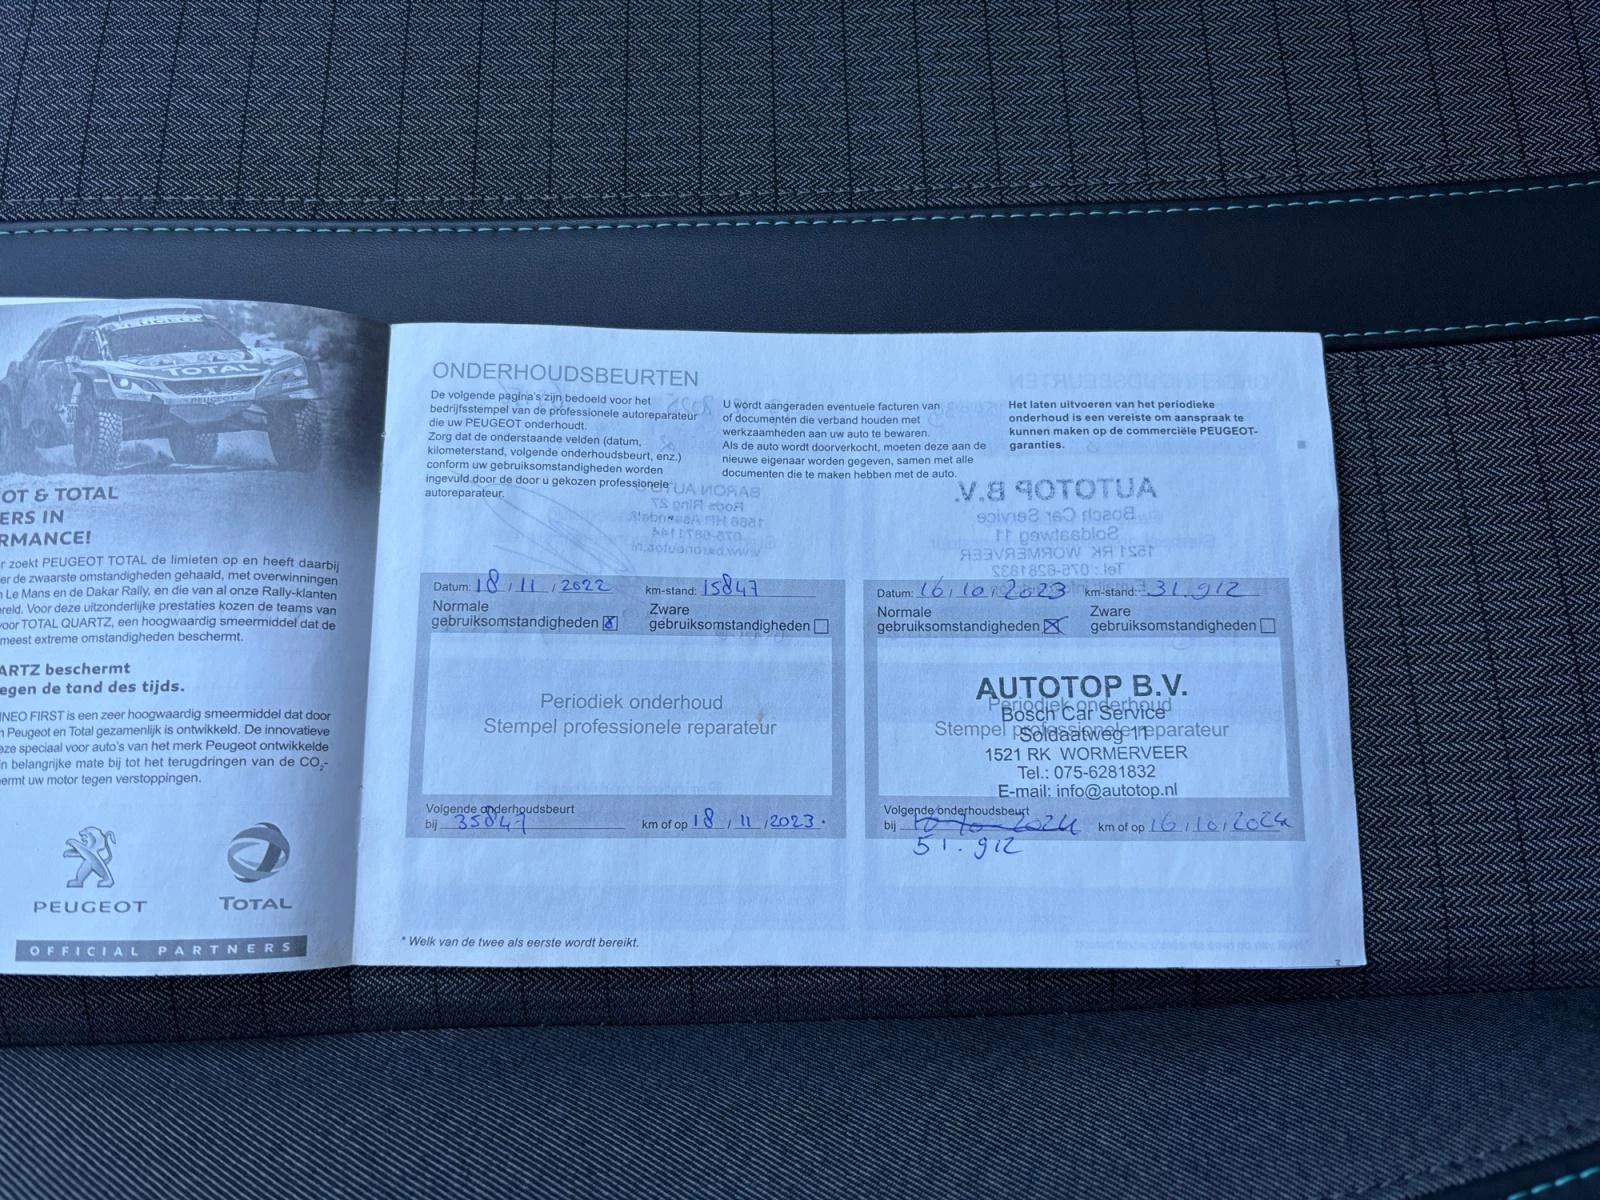 PEUGEOT
TOTAL
PEUGEOT
OT & TOTAL
ERS IN
RMANCE!
r zoekt PEUGEOT TOTAL de limieten op en heeft daarbij
er de zwaarste omstandigheden gehaald, met overwinningen
Le Mans en de Dakar Rally, en die van al onze Rally-klanten
ereld. Voor deze uitzonderlijke prestaties kozen de teams van
voor TOTAL QUARTZ, een hoogwaardig smeermiddel dat de
meest extreme omstandigheden beschermt.
ARTZ beschermt
egen de tand des tijds.
INEO FIRST is een zeer hoogwaardig smeermiddel dat door
n Peugeot en Total gezamenlijk is ontwikkeld. De innovatieve
eze speciaal voor auto's van het merk Peugeot ontwikkelde
n belangrijke mate bij tot het terugdringen van de CO₂-
ermt uw motor tegen verstoppingen.
PEUGEOT
TOTAL
OFFICIAL PARTNERS
ONDERHOUDSBEURTEN
De volgende pagina's zijn bedoeld voor het
bedrijfsstempel van de professionele autoreparateur
die uw PEUGEOT onderhoudt.
Zorg dat de onderstaande velden (datum,
kilometerstand, volgende onderhoudsbeurt, enz.)
conform uw gebruiksomstandigheden worden
ingevuld door de door u gekozen professionele
autoreparateur.
U wordt aangeraden eventuele facturen van
of documenten die verband houden met
werkzaamheden aan uw auto te bewaren.
Als de auto wordt doorverkocht, moeten deze aan de
nieuwe eigenaar worden gegeven, samen met alle
documenten die te maken hebben met de auto.
Het laten uitvoeren van het periodieke
onderhoud is een vereiste om aanspraak te
kunnen maken op de commerciële PEUGEOT-
garanties.
Datum: 18/11/2022 km-stand: 15847
Normale
gebruiksomstandigheden
Zware
gebruiksomstandigheden
Periodiek onderhoud
Stempel professionele reparateur
Volgende onderhoudsbeurt
bij 35847 km of op 18/11/2023.
Datum: 16/10/2023 km-stand: 31.912
Normale
gebruiksomstandigheden
Zware
gebruiksomstandigheden
AUTOTOP B.V.
Periodiek onderhoud
Bosch Car Service
Stempel professionele reparateur
Soldaatweg 11
1521 RK WORMERVEER
Tel.: 075-6281832
E-mail: info@autotop.nl
Volgende onderhoudsbeurt
bij km of op 16/10/2024
51.912
* Welk van de twee als eerste wordt bereikt.